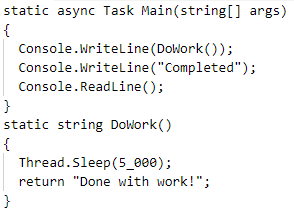 static async Task Main(string[] args)
{
  Console.WriteLine(DoWork());
  Console.WriteLine("Completed");
  Console.ReadLine();
}
static string DoWork()
{
  Thread.Sleep(5_000);
  return "Done with work!";
}